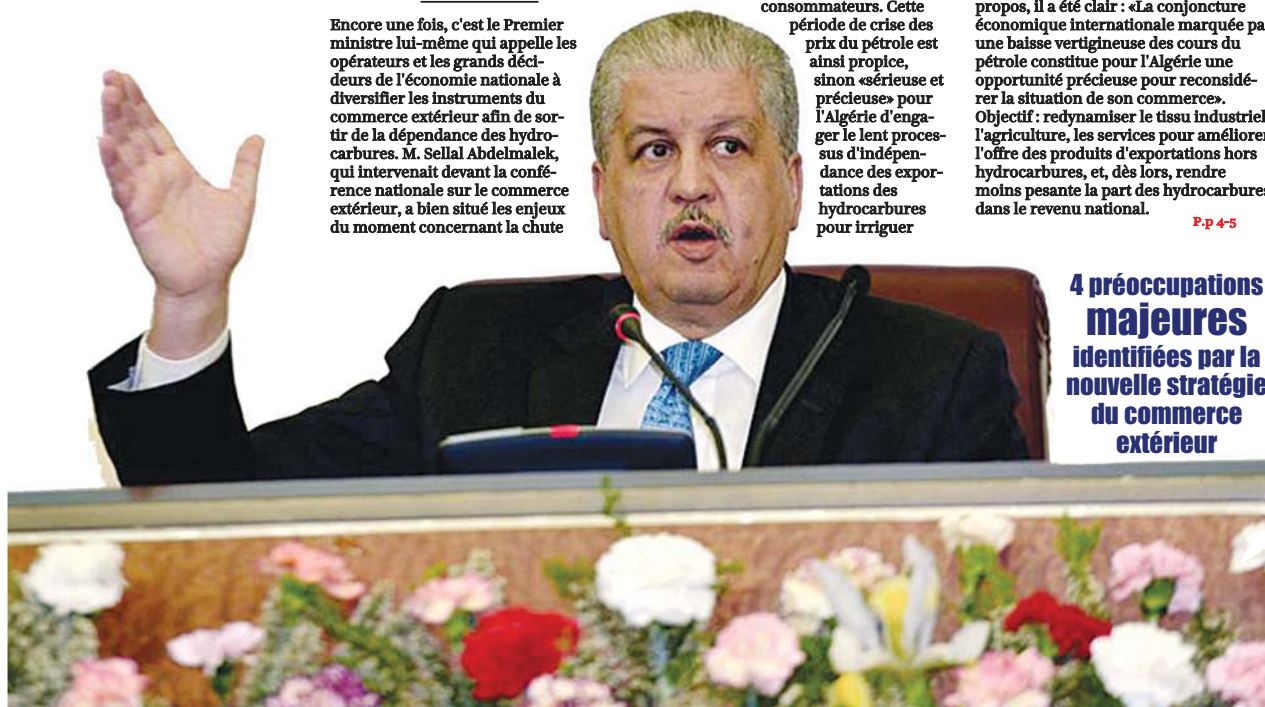 Encore une fois, c'est le Premier
ministre lui-même qui appelle les
opérateurs et les grands déci-
deurs de l'économie nationale à
diversifier les instruments du
commerce extérieur afin de sor-
tir de la dépendance des hydro-
carbures. M. Sellal Abdelmalek,
qui intervenait devant la confé-
rence nationale sur le commerce
extérieur, a bien situé les enjeux
du moment concernant la chute
consommateurs. Cette
période de crise des
prix du pétrole est
ainsi propice,
sinon «sérieuse et
précieuse» pour
l'Algérie d'enga-
ger le lent proces-
sus d'indépen-
dance des expor-
tations des
hydrocarbures
pour irriguer
propos, il a été clair : «La conjoncture
économique internationale marquée pa
une baisse vertigineuse des cours du
pétrole constitue pour l'Algérie une
opportunité précieuse pour reconsidé-
rer la situation de son commerce».
Objectif : redynamiser le tissu industriel
l'agriculture, les services pour améliorer
l'offre des produits d'exportations hors
hydrocarbures, et, dès lors, rendre
moins pesante la part des hydrocarbures
dans le revenu national.
P.p 4-5
4 préoccupations
majeures
identifiées par la
nouvelle stratégie
du commerce
extérieur